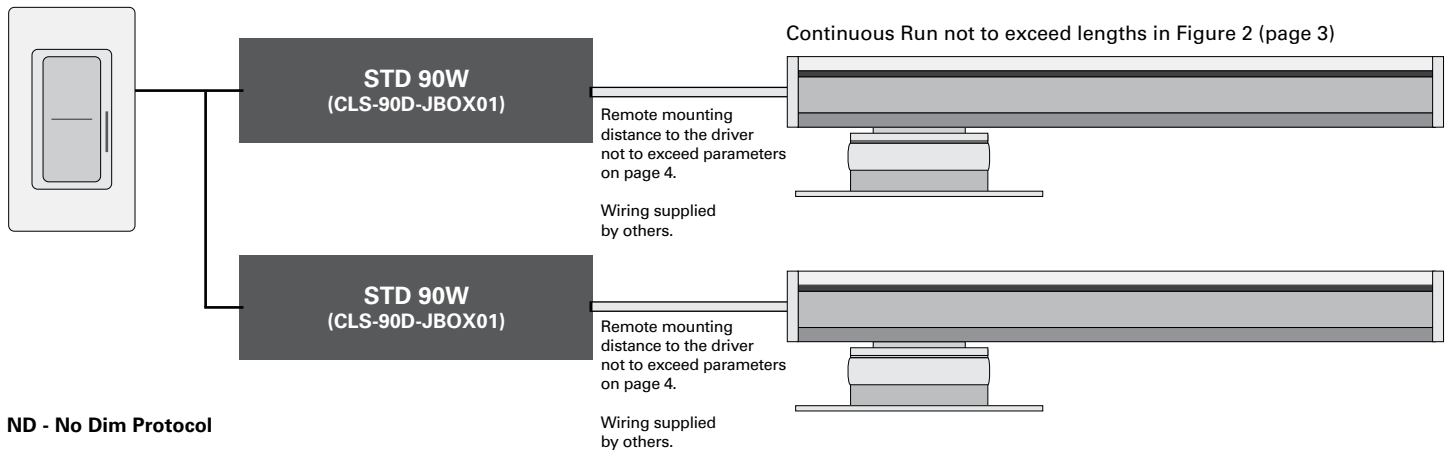 Continuous Run not to exceed lengths in Figure 2 (page 3)
STD 90W
(CLS-90D-JBOX01)
Remote mounting
distance to the driver
not to exceed parameters
on page 4.
Wiring supplied
by others.
STD 90W
(CLS-90D-JBOX01)
Remote mounting
distance to the driver
not to exceed parameters
on page 4.
Wiring supplied
by others.
ND - No Dim Protocol